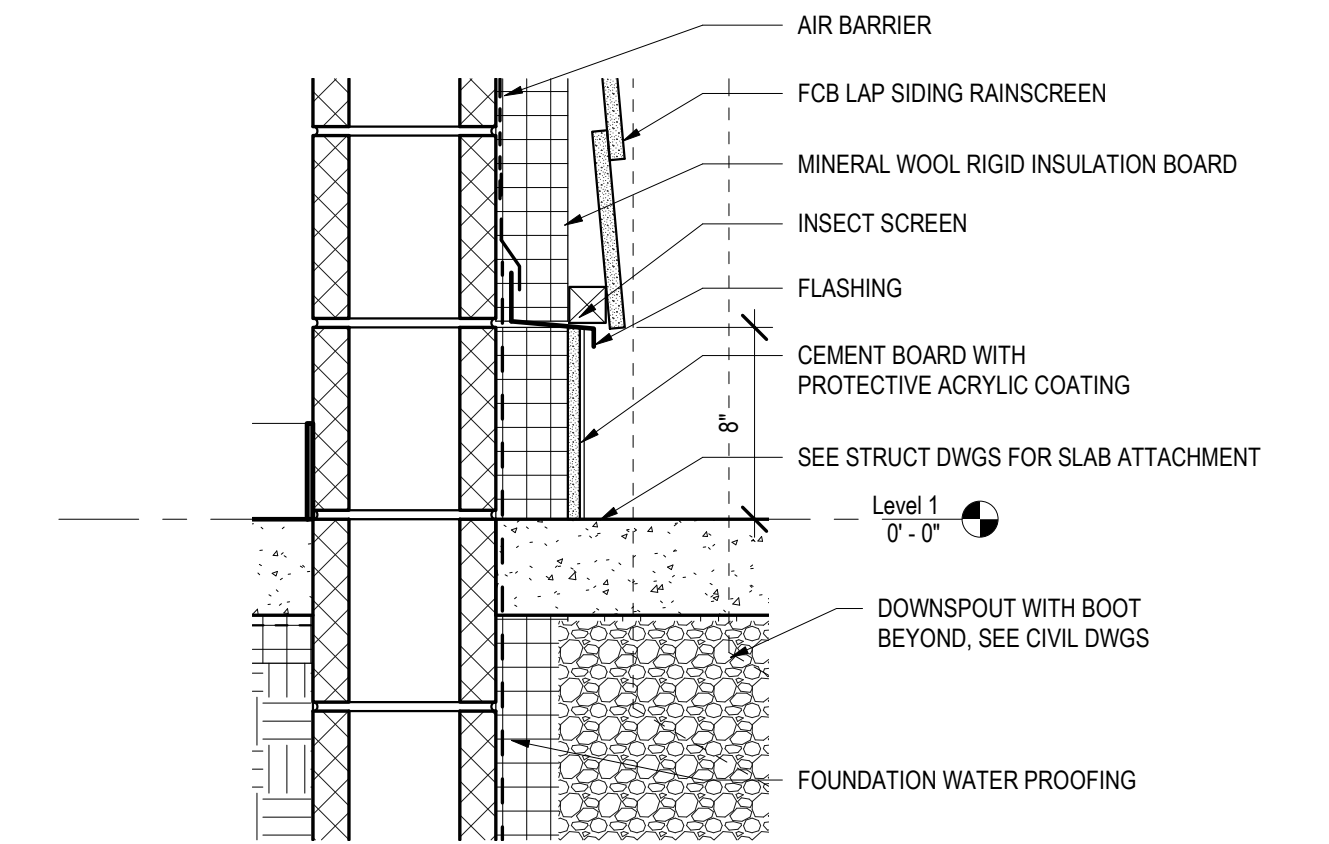 AIR BARRIER
FCB LAP SIDING RAINSCREEN
MINERAL WOOL RIGID INSULATION BOARD
INSECT SCREEN
FLASHING
CEMENT BOARD WITH
PROTECTIVE ACRYLIC COATING
8"
SEE STRUCT DWGS FOR SLAB ATTACHMENT
Level 1
0' - 0"
DOWNSPOUT WITH BOOT
BEYOND, SEE CIVIL DWGS
FOUNDATION WATER PROOFING